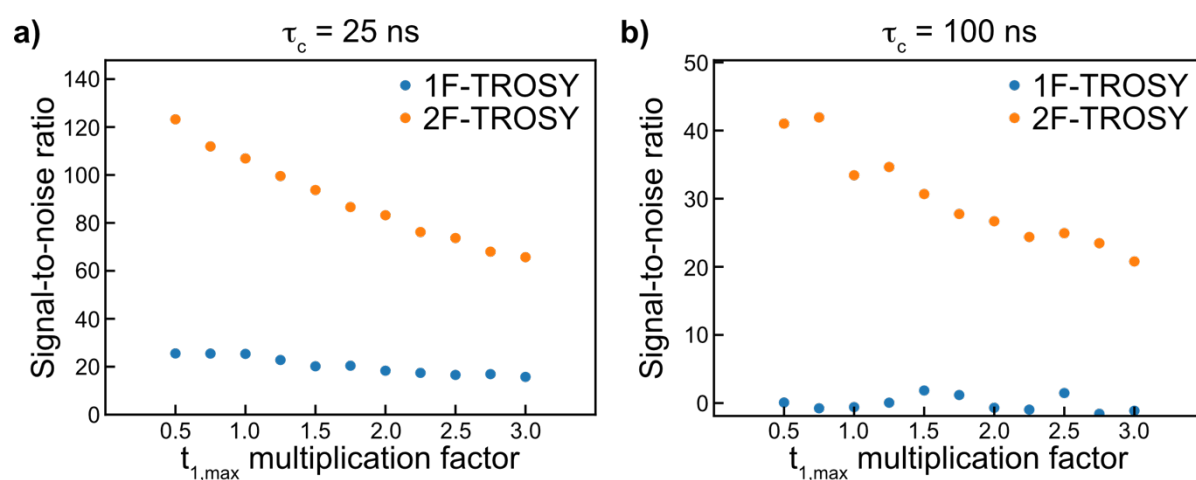 a)
τc = 25 ns
Signal-to-noise ratio
140
120
100
80
60
40
20
0
1F-TROSY
2F-TROSY
0.5 1.0 1.5 2.0 2.5 3.0
t1,max multiplication factor
b)
τc = 100 ns
Signal-to-noise ratio
50
40
30
20
10
0
1F-TROSY
2F-TROSY
0.5 1.0 1.5 2.0 2.5 3.0
t1,max multiplication factor